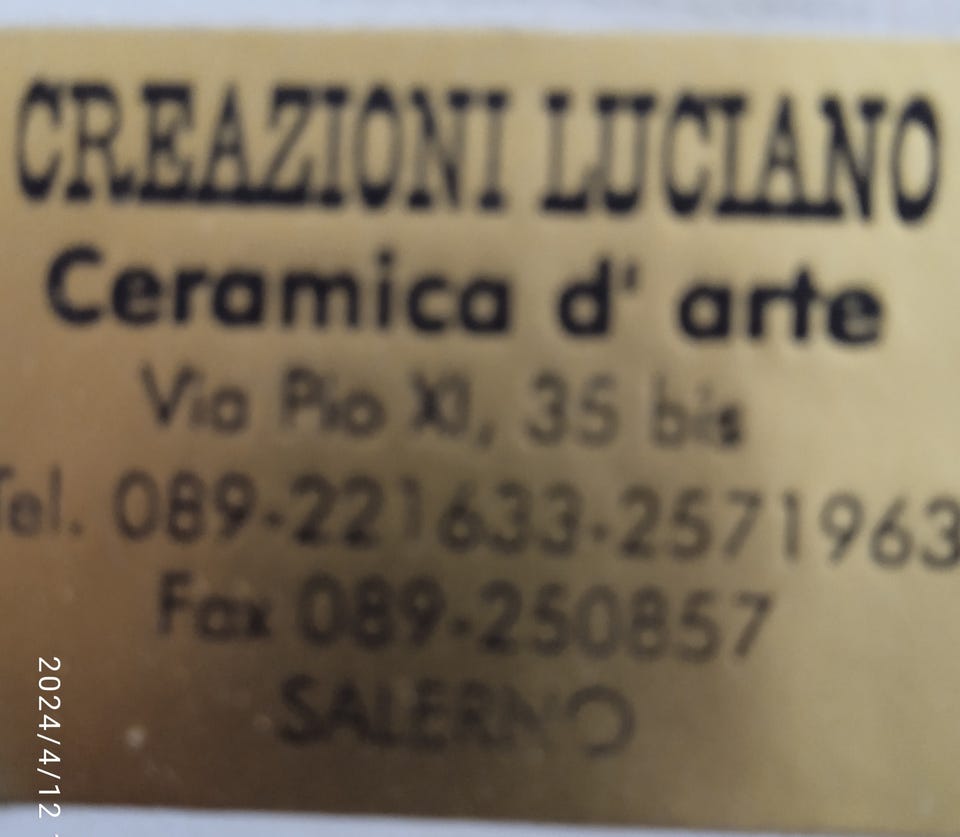 CREAZIONI LUCIANO
Ceramica d' arte
Via Pio XI, 35 bis
Tel. 089-221633-2571963
Fax 089-250857
SALERNO
2024/4/12